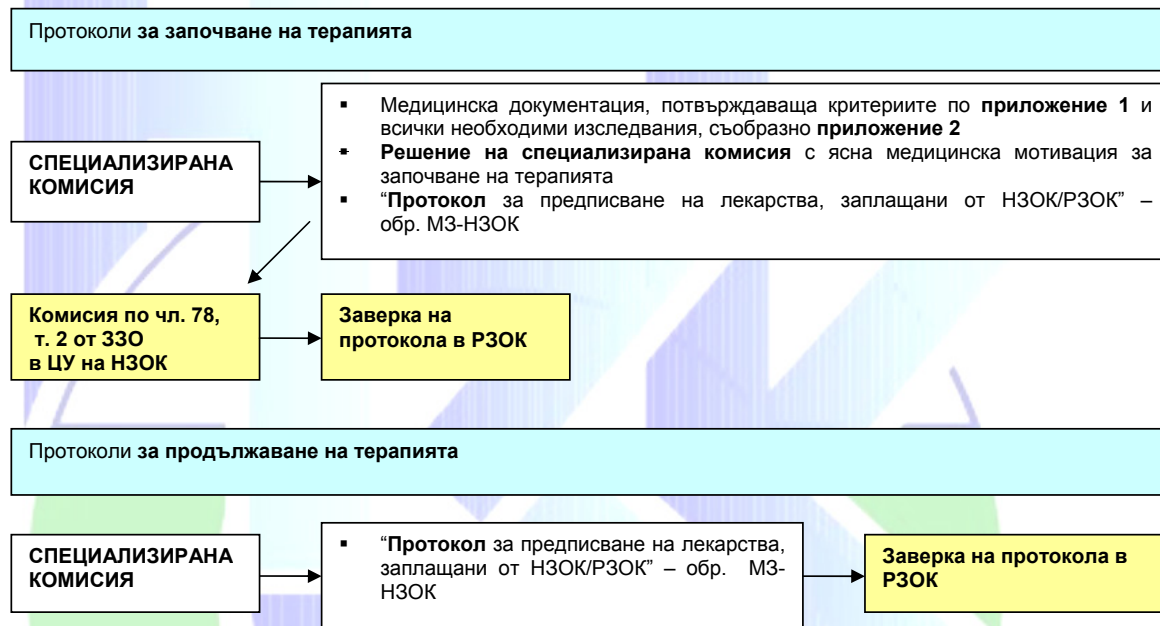 Протоколи за започване на терапията
СПЕЦИАЛИЗИРАНА
КОМИСИЯ
▪ Медицинска документация, потвърждаваща критериите по приложение 1 и
всички необходими изследвания, съобразно приложение 2
▪ Решение на специализирана комисия с ясна медицинска мотивация за
започване на терапията
▪ “Протокол за предписване на лекарства, заплащани от НЗОК/РЗОК” –
обр. МЗ-НЗОК
Комисия по чл. 78,
т. 2 от ЗЗО
в ЦУ на НЗОК
Заверка на
протокола в РЗОК
Протоколи за продължаване на терапията
СПЕЦИАЛИЗИРАНА
КОМИСИЯ
▪ “Протокол за предписване на лекарства,
заплащани от НЗОК/РЗОК” – обр. МЗ-
НЗОК
Заверка на протокола в
РЗОК